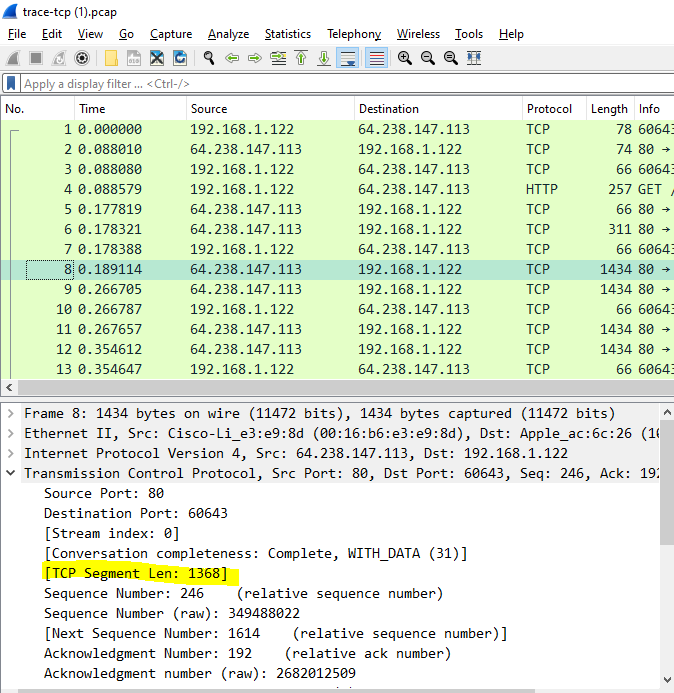 trace-tcp (1).pcap
File Edit View Go Capture Analyze Statistics Telephony Wireless Tools Help
Apply a display filter ... <Ctrl-/>
No. Time Source Destination Protocol Length Info
1 0.000000 192.168.1.122 64.238.147.113 TCP 78 60643
2 0.088010 64.238.147.113 192.168.1.122 TCP 74 80 →
3 0.088080 192.168.1.122 64.238.147.113 TCP 66 60643
4 0.088579 192.168.1.122 64.238.147.113 HTTP 257 GET /
5 0.177819 64.238.147.113 192.168.1.122 TCP 66 80 →
6 0.178321 64.238.147.113 192.168.1.122 TCP 311 80 →
7 0.178388 192.168.1.122 64.238.147.113 TCP 66 60643
8 0.189114 64.238.147.113 192.168.1.122 TCP 1434 80 →
9 0.266705 64.238.147.113 192.168.1.122 TCP 1434 80 →
10 0.266787 192.168.1.122 64.238.147.113 TCP 66 60643
11 0.267657 64.238.147.113 192.168.1.122 TCP 1434 80 →
12 0.354612 64.238.147.113 192.168.1.122 TCP 1434 80 →
13 0.354647 192.168.1.122 64.238.147.113 TCP 66 60643
Frame 8: 1434 bytes on wire (11472 bits), 1434 bytes captured (11472 bits)
Ethernet II, Src: Cisco-Li_e3:e9:8d (00:16:b6:e3:e9:8d), Dst: Apple_ac:6c:26 (10
Internet Protocol Version 4, Src: 64.238.147.113, Dst: 192.168.1.122
Transmission Control Protocol, Src Port: 80, Dst Port: 60643, Seq: 246, Ack: 192
Source Port: 80
Destination Port: 60643
[Stream index: 0]
[Conversation completeness: Complete, WITH_DATA (31)]
[TCP Segment Len: 1368]
Sequence Number: 246 (relative sequence number)
Sequence Number (raw): 349488022
[Next Sequence Number: 1614 (relative sequence number)]
Acknowledgment Number: 192 (relative ack number)
Acknowledgment number (raw): 2682012509